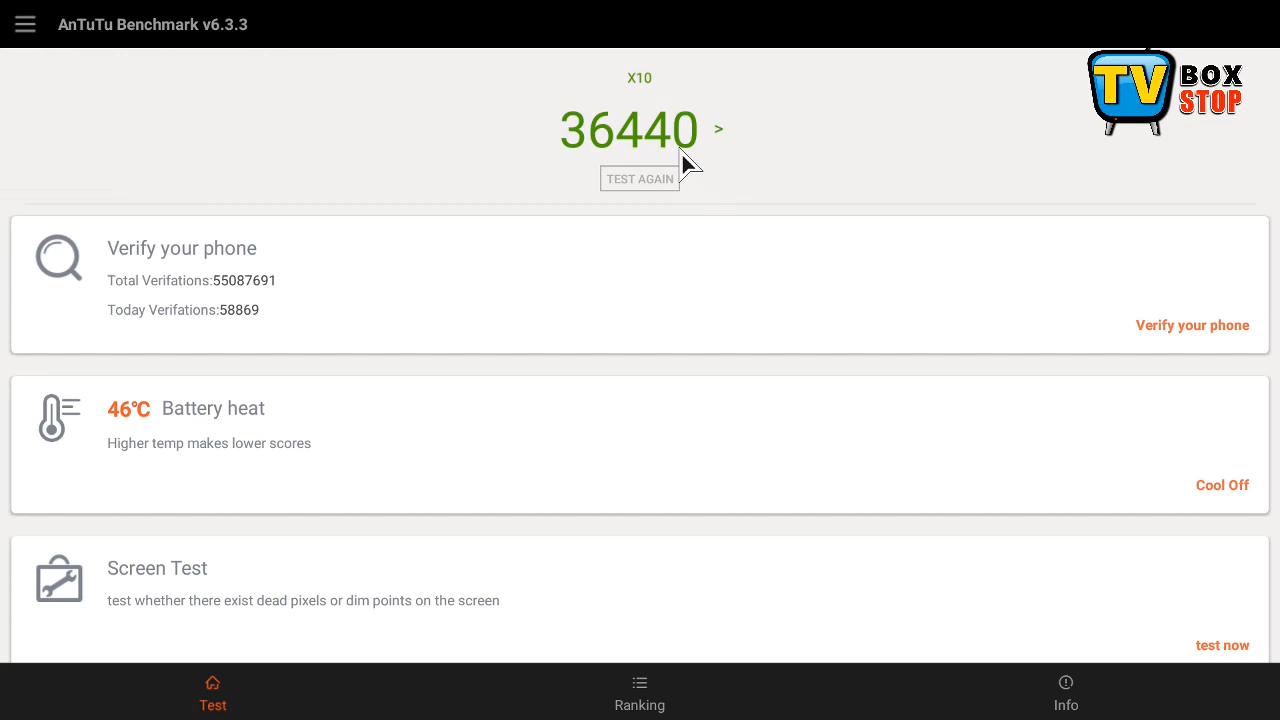 AnTuTu Benchmark v6.3.3
TV BOX STOP
X10
36440 >
TEST AGAIN
Verify your phone
Total Verifations:55087691
Today Verifations:58869
Verify your phone
46℃ Battery heat
Higher temp makes lower scores
Cool Off
Screen Test
test whether there exist dead pixels or dim points on the screen
test now
Test
Ranking
Info